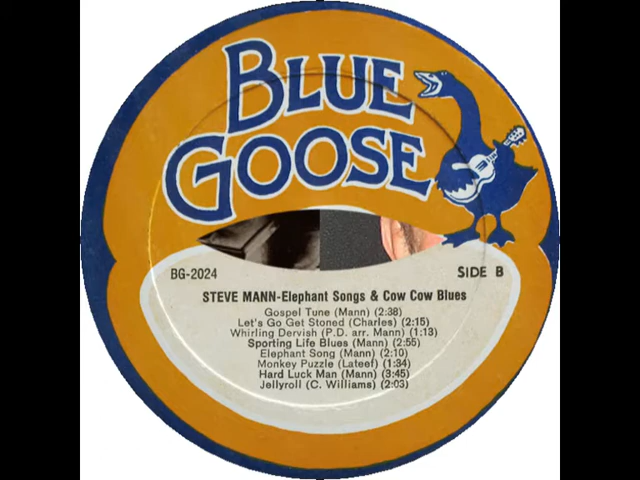 BLUE
GOOSE
BG-2024
SIDE B
STEVE MANN-Elephant Songs & Cow Cow Blues
Gospel Tune (Mann) (2:38)
Let's Go Get Stoned (Charles) (2:15)
Whirling Dervish (P.D. arr. Mann) (1:13)
Sporting Life Blues (Mann) (2:55)
Elephant Song (Mann) (2:10)
Monkey Puzzle (Lateef) (1:34)
Hard Luck Man (Mann) (3:45)
Jellyroll (C. Williams) (2:03)